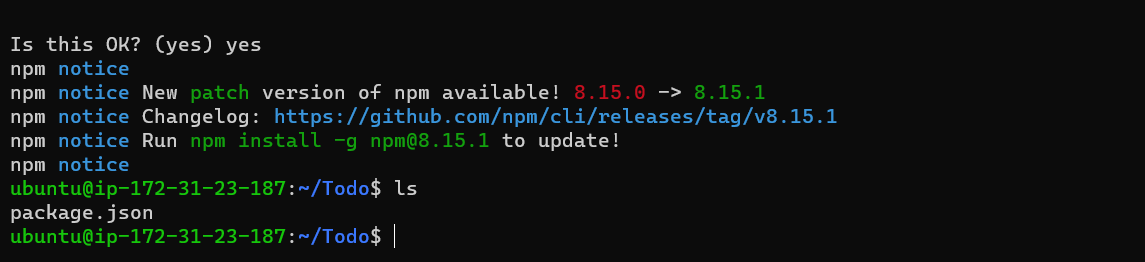 Is this OK? (yes) yes
npm notice
npm notice New patch version of npm available! 8.15.0 -> 8.15.1
npm notice Changelog: https://github.com/npm/cli/releases/tag/v8.15.1
npm notice Run npm install -g npm@8.15.1 to update!
npm notice
ubuntu@ip-172-31-23-187:~/Todo$ ls
package.json
ubuntu@ip-172-31-23-187:~/Todo$